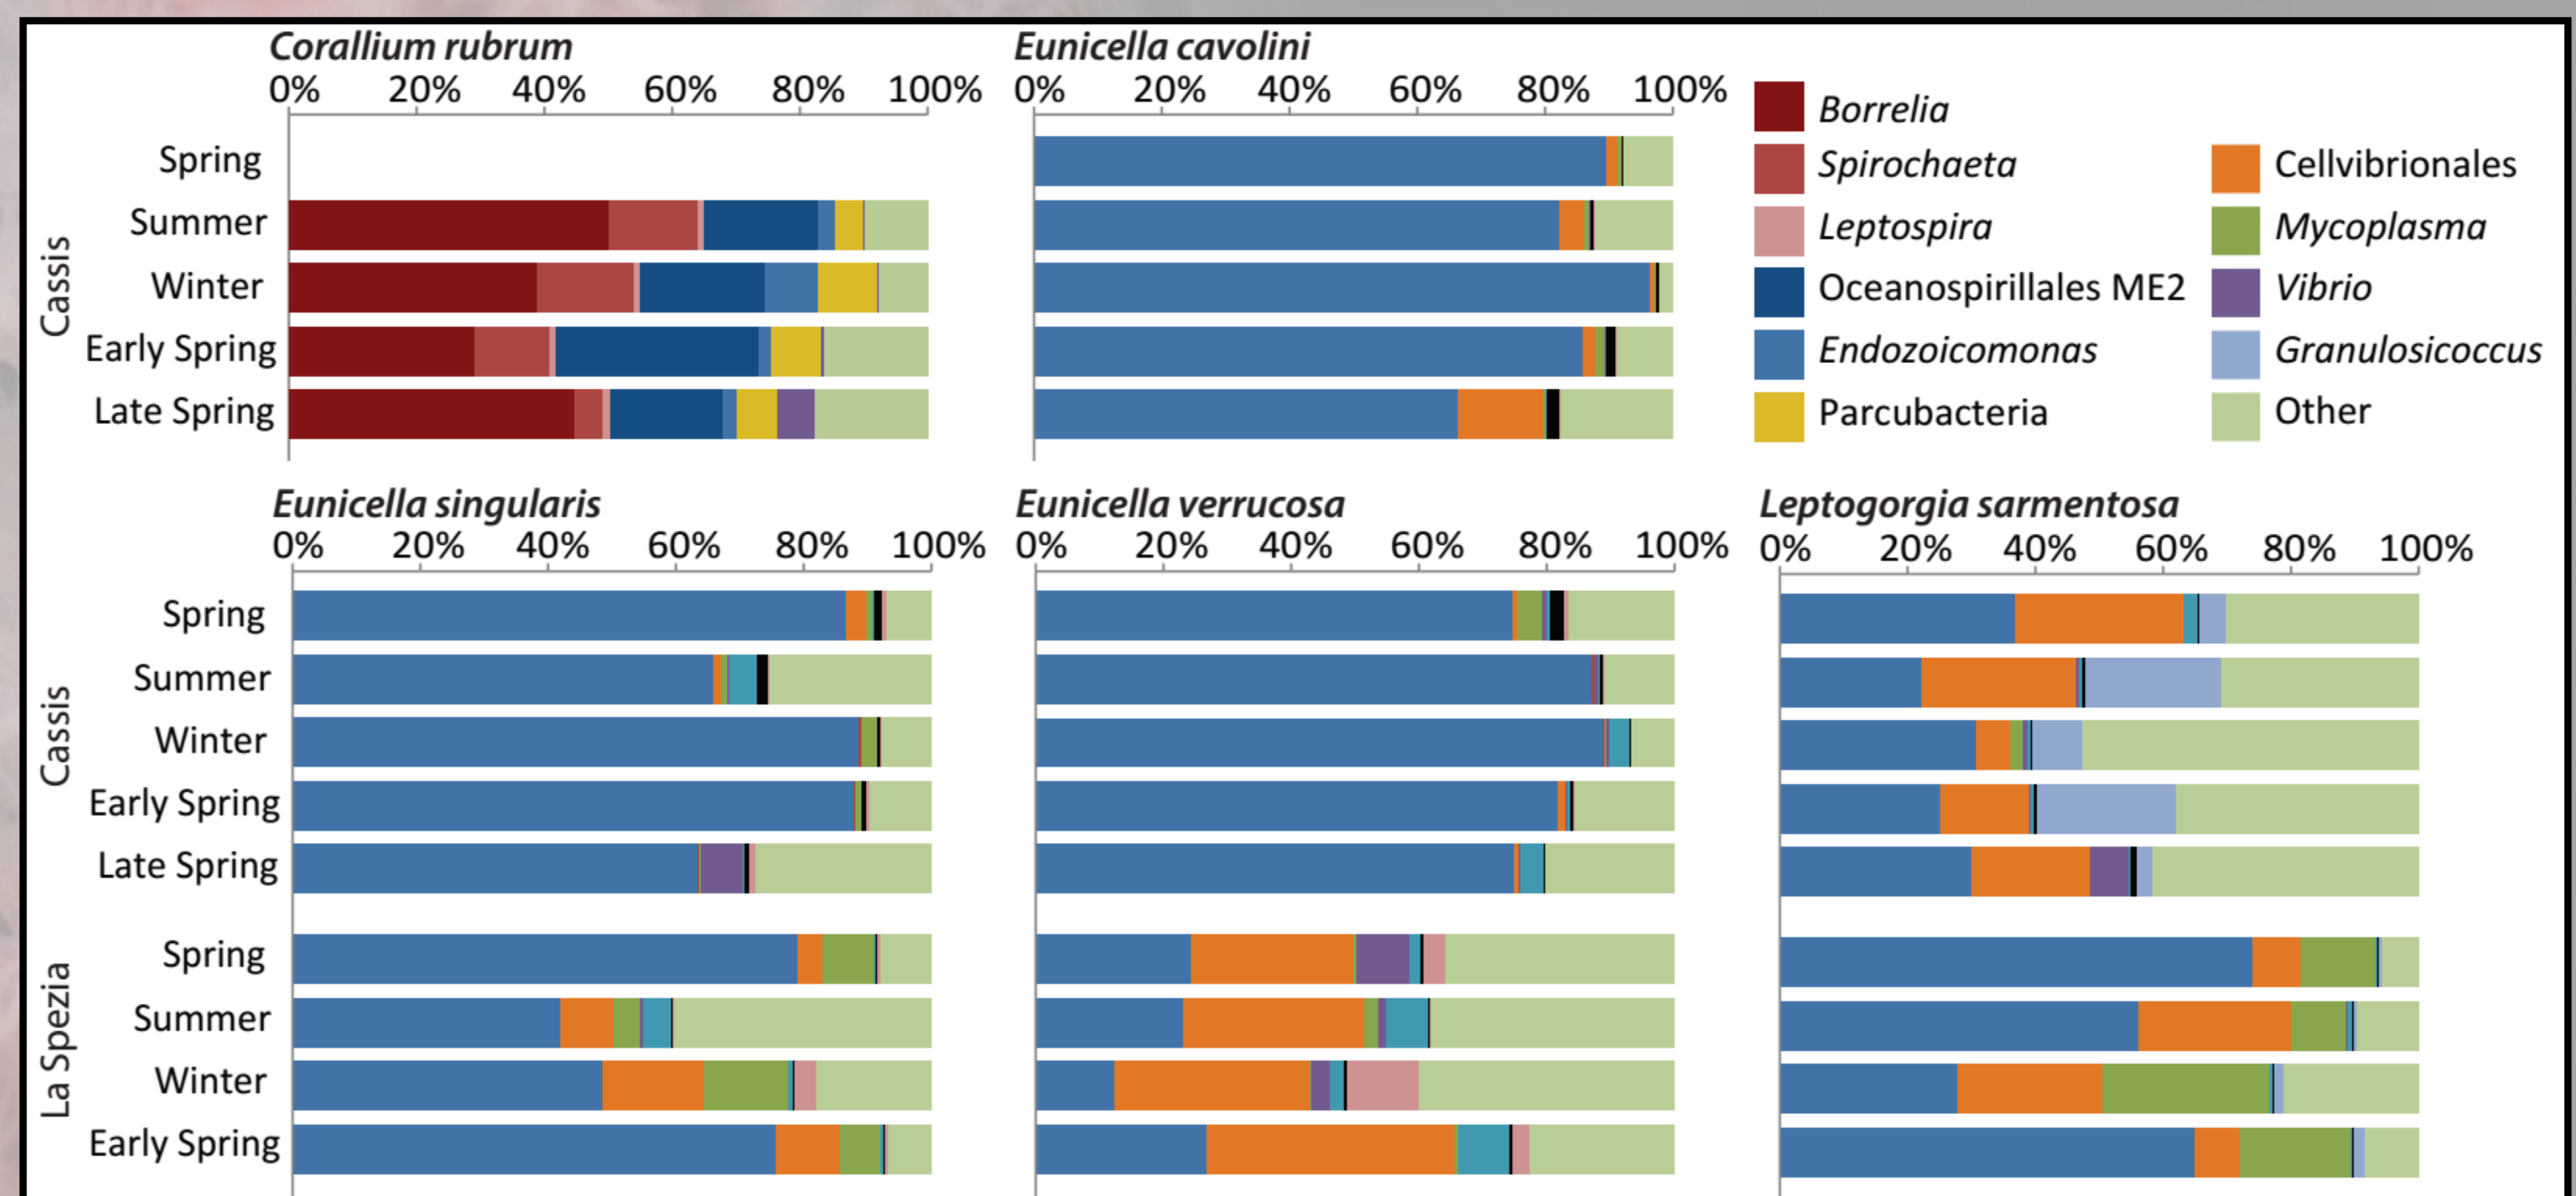 Corallium rubrum
0% 20% 40% 60% 80% 100%
Eunicella cavolini
0% 20% 40% 60% 80% 100%
Cassis
Spring
Summer
Winter
Early Spring
Late Spring
Borrelia
Spirochaeta
Leptospira
Oceanospirillales ME2
Endozoicomonas
Parcubacteria
Cellvibrionales
Mycoplasma
Vibrio
Granulosicoccus
Other
Eunicella singularis
0% 20% 40% 60% 80% 100%
Eunicella verrucosa
0% 20% 40% 60% 80% 100%
Leptogorgia sarmentosa
0% 20% 40% 60% 80% 100%
Cassis
Spring
Summer
Winter
Early Spring
Late Spring
La Spezia
Spring
Summer
Winter
Early Spring